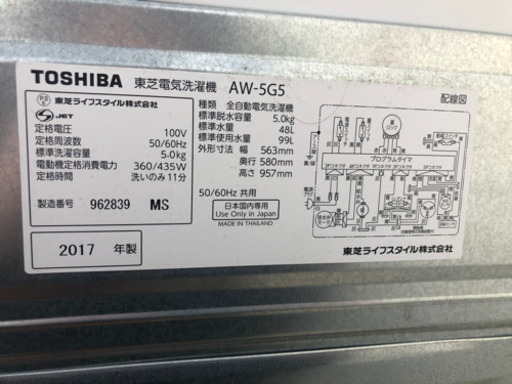 TOSHIBA 東芝電気洗濯機 AW-5G5
東芝ライフスタイル株式会社
JET
定格電圧 100V
定格周波数 50/60Hz
標準洗濯容量 5.0kg
電動機定格消費電力 360/435W
定格時間 洗いのみ11分
製造番号 962839 MS
2017 年製
種類 全自動電気洗濯機
標準脱水容量 5.0kg
標準水量 48L
標準使用水量 99L
外形寸法 幅 563mm
奥行 580mm
高さ 957mm
50/60Hz 共用
日本国内専用
Use Only in Japan
MADE IN THAILAND
配線図
プログラムタイマ
東芝ライフスタイル株式会社